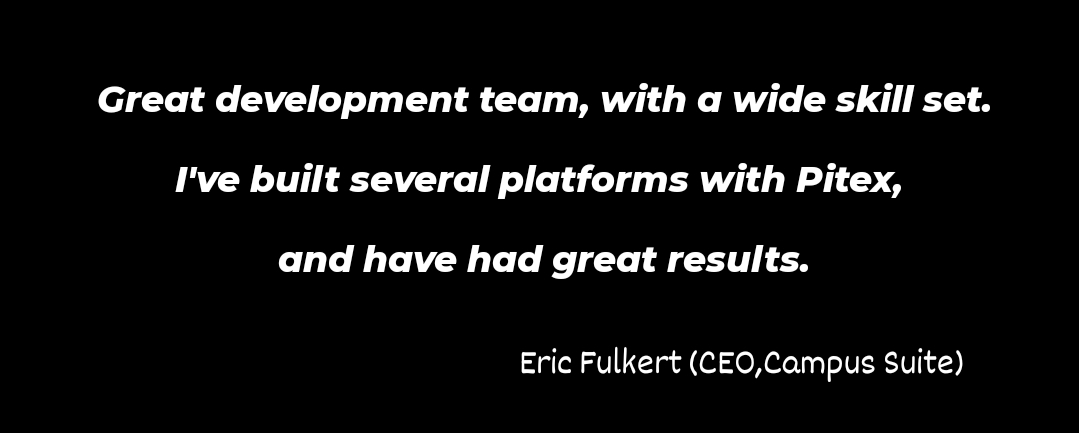 Great development team, with a wide skill set.
I've built several platforms with Pitex,
and have had great results.
Eric Fulkert (CEO,Campus Suite)